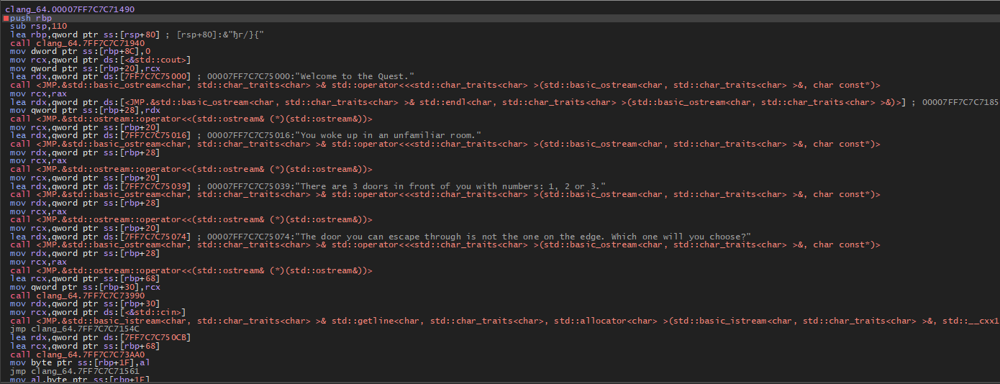 clang_64.00007FF7C7C71490
push rbp
sub rsp,110
lea rbp,qword ptr ss:[rsp+80] ; [rsp+80]:&"ђr/}{"
call clang_64.7FF7C7C71940
mov dword ptr ss:[rbp+8C],0
mov rcx,qword ptr ds:[<&std::cout>]
mov qword ptr ss:[rbp+20],rcx
lea rdx,qword ptr ds:[7FF7C7C75000] ; 00007FF7C7C75000:"Welcome to the Quest."
call <JMP.&std::basic_ostream<char, std::char_traits<char> >& std::operator<<<std::char_traits<char> >(std::basic_ostream<char, std::char_traits<char> >&, char const*)>
mov rcx,rax
lea rdx,qword ptr ds:[<JMP.&std::basic_ostream<char, std::char_traits<char> >& std::endl<char, std::char_traits<char> >(std::basic_ostream<char, std::char_traits<char> >&)>] ; 00007FF7C7C7185
mov qword ptr ss:[rbp+28],rdx
call <JMP.&std::ostream::operator<<(std::ostream& (*)(std::ostream&))>
mov rcx,qword ptr ss:[rbp+20]
lea rdx,qword ptr ds:[7FF7C7C75016] ; 00007FF7C7C75016:"You woke up in an unfamiliar room."
call <JMP.&std::basic_ostream<char, std::char_traits<char> >& std::operator<<<std::char_traits<char> >(std::basic_ostream<char, std::char_traits<char> >&, char const*)>
mov rdx,qword ptr ss:[rbp+28]
mov rcx,rax
call <JMP.&std::ostream::operator<<(std::ostream& (*)(std::ostream&))>
mov rcx,qword ptr ss:[rbp+20]
lea rdx,qword ptr ds:[7FF7C7C75039] ; 00007FF7C7C75039:"There are 3 doors in front of you with numbers: 1, 2 or 3."
call <JMP.&std::basic_ostream<char, std::char_traits<char> >& std::operator<<<std::char_traits<char> >(std::basic_ostream<char, std::char_traits<char> >&, char const*)>
mov rdx,qword ptr ss:[rbp+28]
mov rcx,rax
call <JMP.&std::ostream::operator<<(std::ostream& (*)(std::ostream&))>
mov rcx,qword ptr ss:[rbp+20]
lea rdx,qword ptr ds:[7FF7C7C75074] ; 00007FF7C7C75074:"The door you can escape through is not the one on the edge. Which one will you choose?"
call <JMP.&std::basic_ostream<char, std::char_traits<char> >& std::operator<<<std::char_traits<char> >(std::basic_ostream<char, std::char_traits<char> >&, char const*)>
mov rdx,qword ptr ss:[rbp+28]
mov rcx,rax
call <JMP.&std::ostream::operator<<(std::ostream& (*)(std::ostream&))>
lea rcx,qword ptr ss:[rbp+68]
mov qword ptr ss:[rbp+30],rcx
call clang_64.7FF7C7C73990
mov rdx,qword ptr ss:[rbp+30]
mov rcx,qword ptr ds:[<&std::cin>]
call <JMP.&std::basic_istream<char, std::char_traits<char> >& std::getline<char, std::char_traits<char>, std::allocator<char> >(std::basic_istream<char, std::char_traits<char> >&, std::__cxx1
jmp clang_64.7FF7C7C7154C
lea rdx,qword ptr ds:[7FF7C7C750CB]
lea rcx,qword ptr ss:[rbp+68]
call clang_64.7FF7C7C73AA0
mov byte ptr ss:[rbp+1F],al
jmp clang_64.7FF7C7C71561
mov al,byte ptr ss:[rbp+1F]